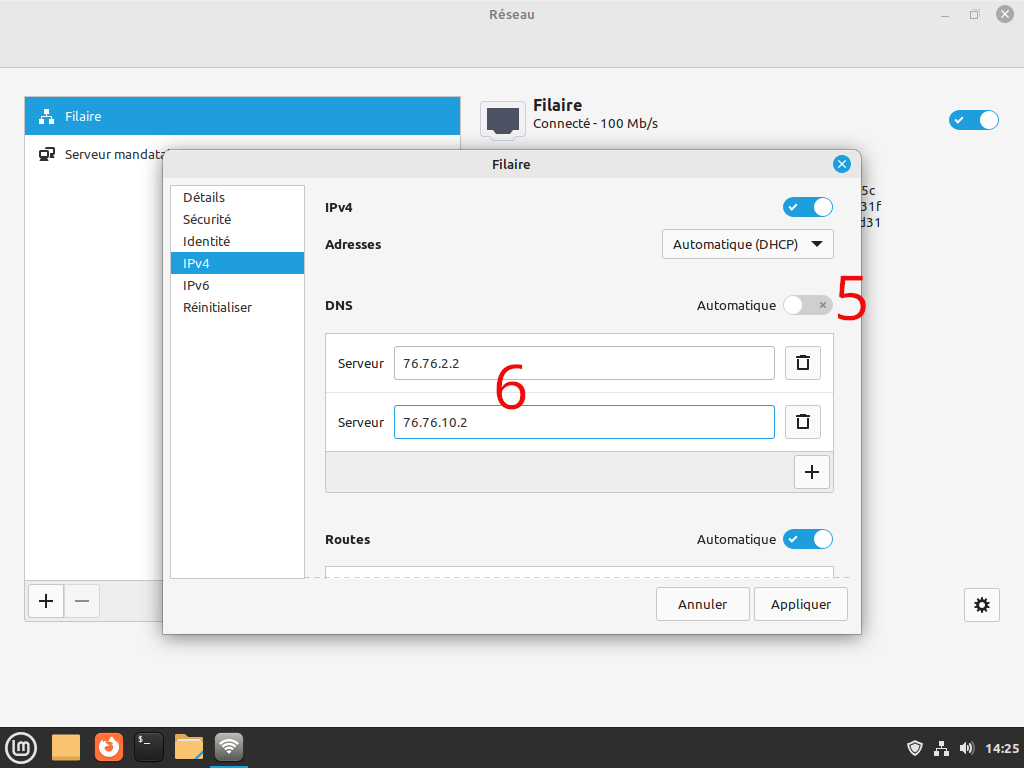 Réseau
Filaire
Filaire
Connecté - 100 Mb/s
Serveur mandata
Filaire
5c
31f
d31
Détails
Sécurité
Identité
IPv4
IPv6
Réinitialiser
IPv4
Adresses
Automatique (DHCP)
DNS
Automatique
5
Serveur
76.76.2.2
6
Serveur
76.76.10.2
Routes
Automatique
Annuler
Appliquer
$_
14:25